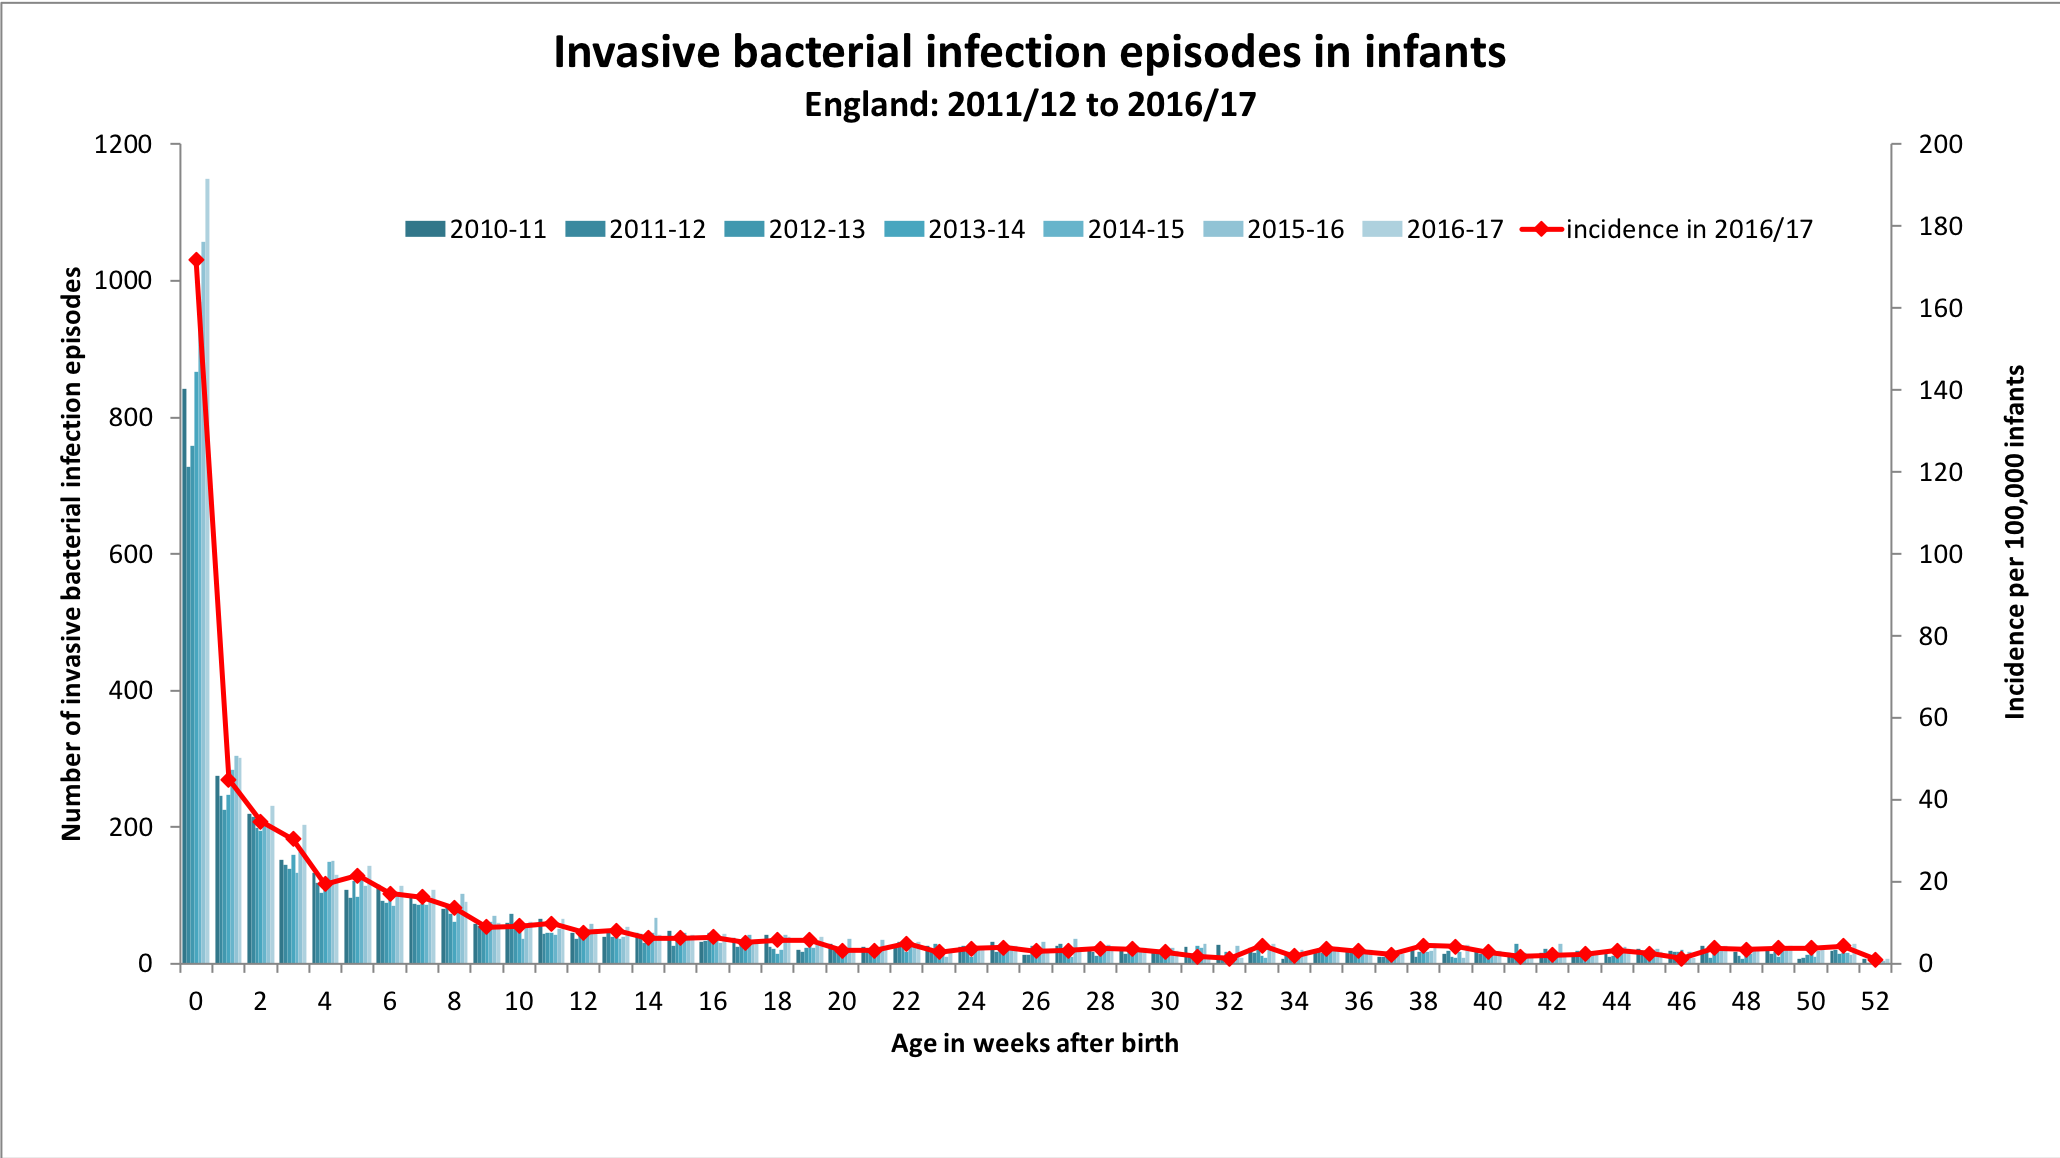 Invasive bacterial infection episodes in infants
England: 2011/12 to 2016/17
1200
1000
800
600
400
200
0
Number of invasive bacterial infection episodes
2010-11 2011-12 2012-13 2013-14 2014-15 2015-16 2016-17 incidence in 2016/17
200
180
160
140
120
100
80
60
40
20
0
Incidence per 100,000 infants
0 2 4 6 8 10 12 14 16 18 20 22 24 26 28 30 32 34 36 38 40 42 44 46 48 50 52
Age in weeks after birth